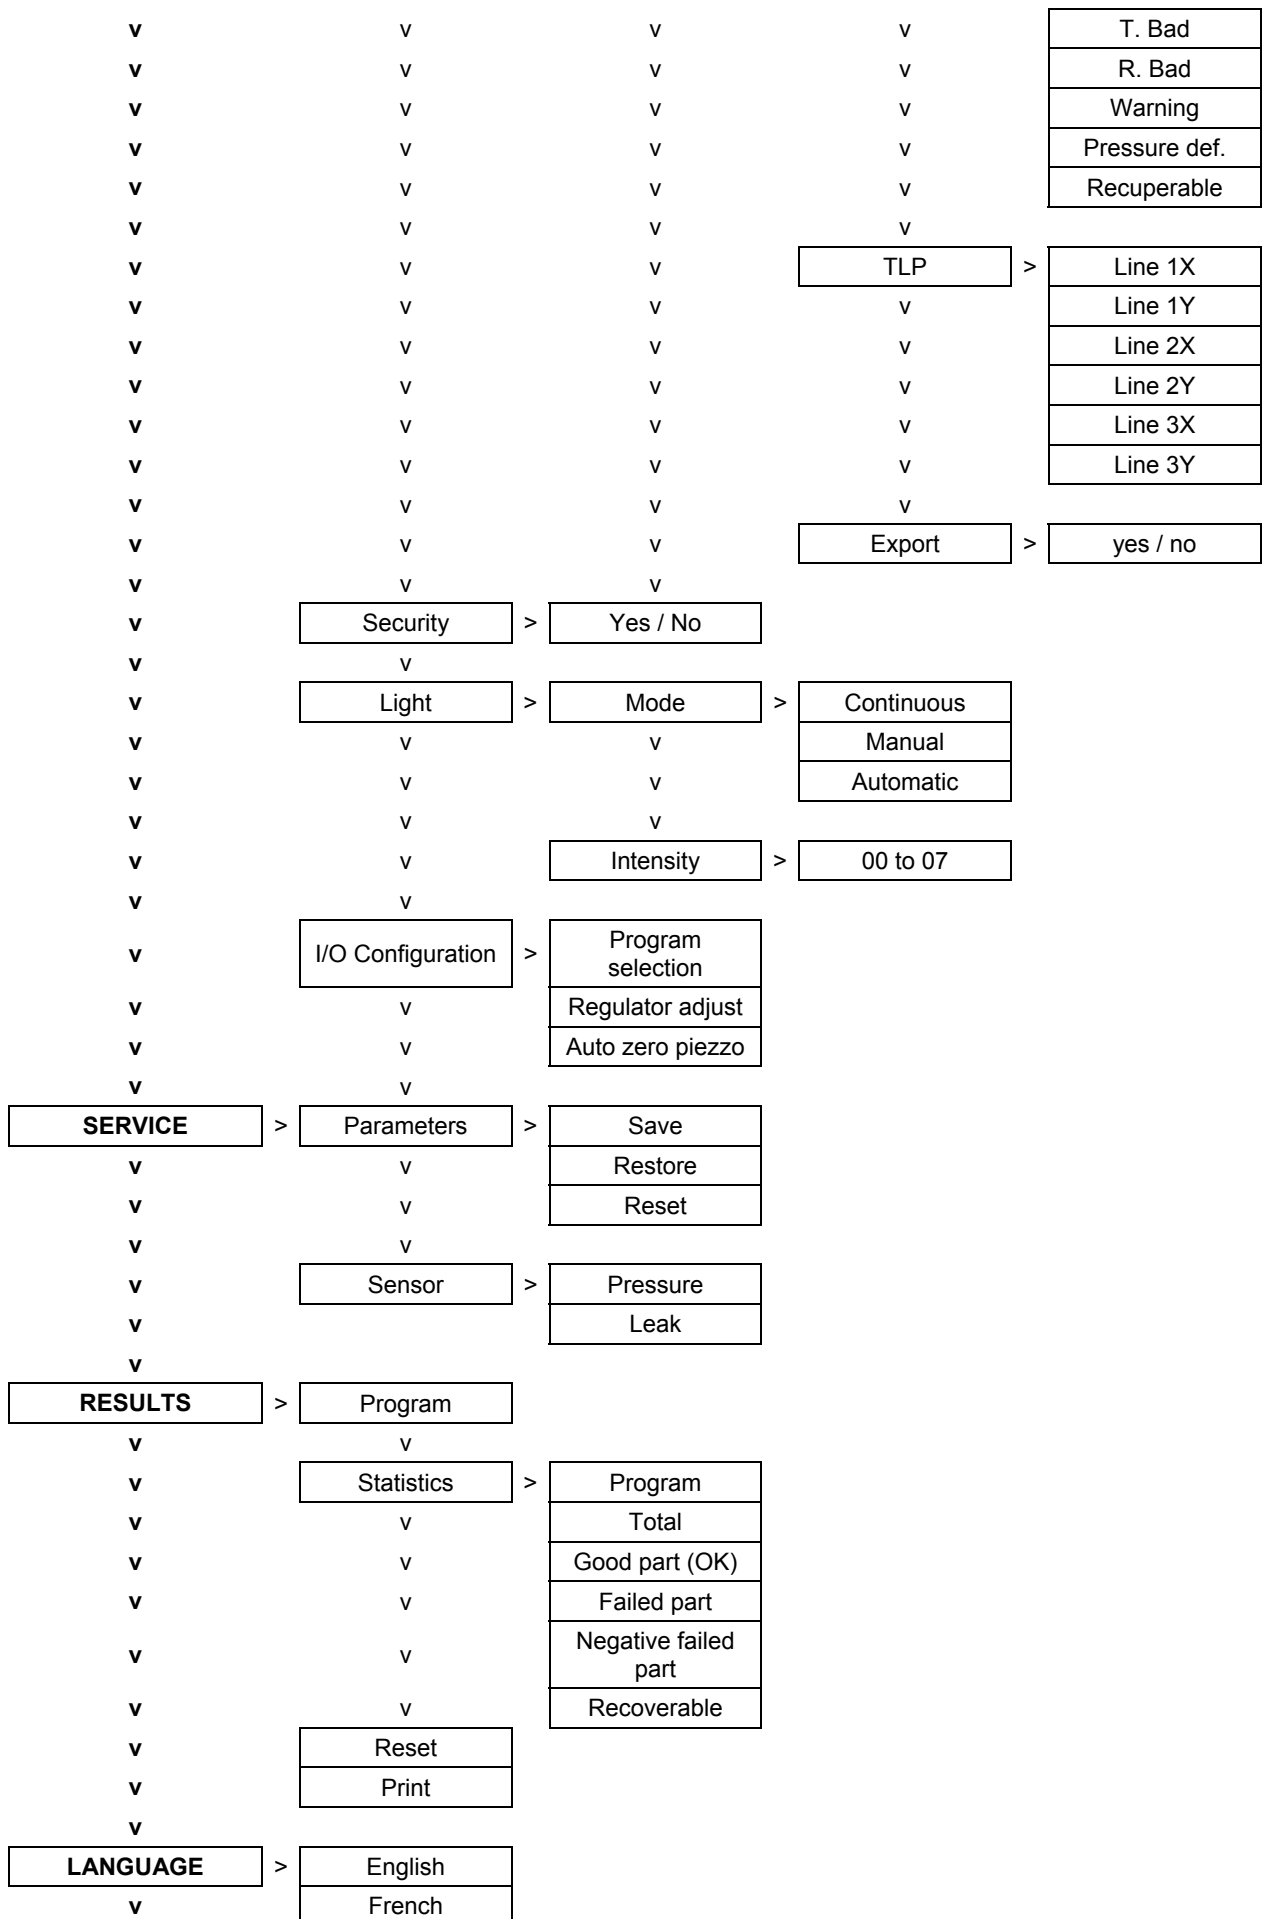 v v v v T. Bad
v v v v R. Bad
v v v v Warning
v v v v Pressure def.
v v v v Recuperable
v v v v
v v v TLP > Line 1X
v v v v Line 1Y
v v v v Line 2X
v v v v Line 2Y
v v v v Line 3X
v v v v Line 3Y
v v v v
v v v Export > yes / no
v v v
v Security > Yes / No
v v
v Light > Mode > Continuous
v v v Manual
v v v Automatic
v v v
v v Intensity > 00 to 07
v v
v I/O Configuration > Program
selection
v v Regulator adjust
v v Auto zero piezzo
v v
SERVICE > Parameters > Save
v v Restore
v v Reset
v v
v Sensor > Pressure
v Leak
v
RESULTS > Program
v v
v Statistics > Program
v v Total
v v Good part (OK)
v v Failed part
v v Negative failed
part
v v Recoverable
v Reset
v Print
v
LANGUAGE > English
v French